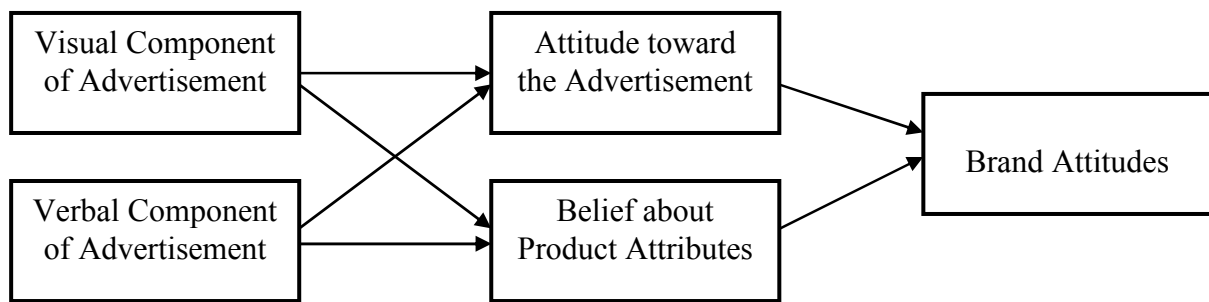 Visual Component
of Advertisement
Attitude toward
the Advertisement
Brand Attitudes
Verbal Component
of Advertisement
Belief about
Product Attributes